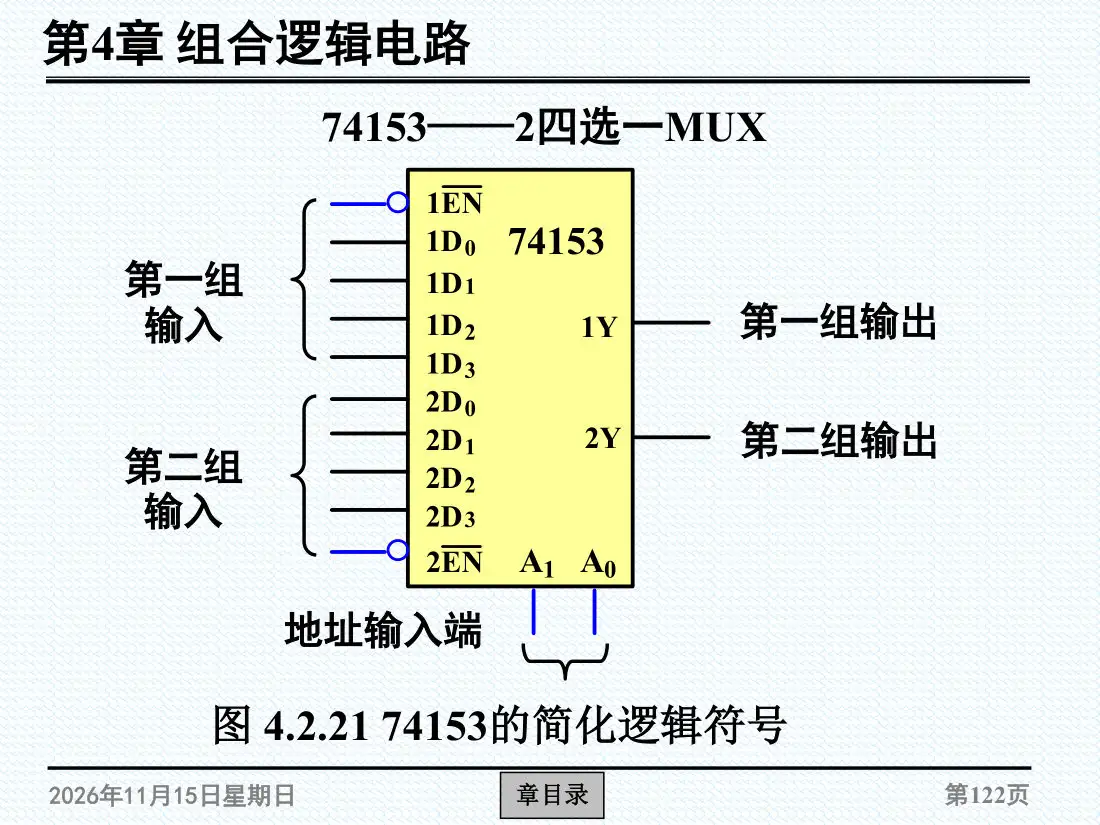 第4章 组合逻辑电路
74153——2四选一MUX
1E̅N̅
1D₀
74153
1D₁
第一组
输入
1D₂
1Y
第一组输出
1D₃
2D₀
2D₁
2Y
第二组输出
第二组
输入
2D₂
2D₃
2E̅N̅
A₁
A₀
地址输入端
图 4.2.21 74153的简化逻辑符号
2026年11月15日星期日
章目录
第122页